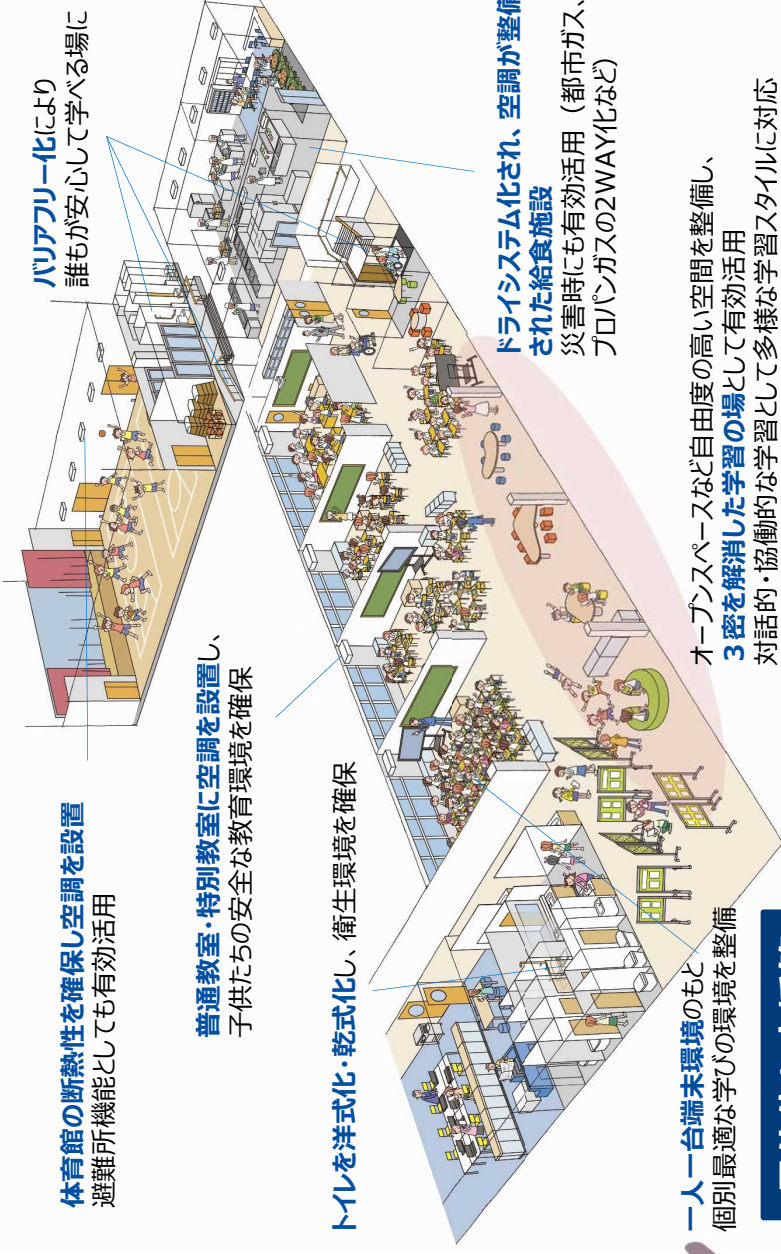 体育館の断熱性を確保し空調を設置
避難所機能としても有効活用
バリアフリー化により
誰もが安心して学べる場に
普通教室・特別教室に空調を設置し、
子供たちの安全な教育環境を確保
トイレを洋式化・乾式化し、衛生環境を確保
ドライシステム化され、空調が整備
された給食施設
災害時にも有効活用（都市ガス、
プロパンガスの2WAY化など）
一人一台端末環境のもと
個別最適な学びの環境を整備
オープンスペースなど自由度の高い空間を整備し、
３密を解消した学習の場として有効活用
対話的・協働的な学習として多様な学習スタイルに対応